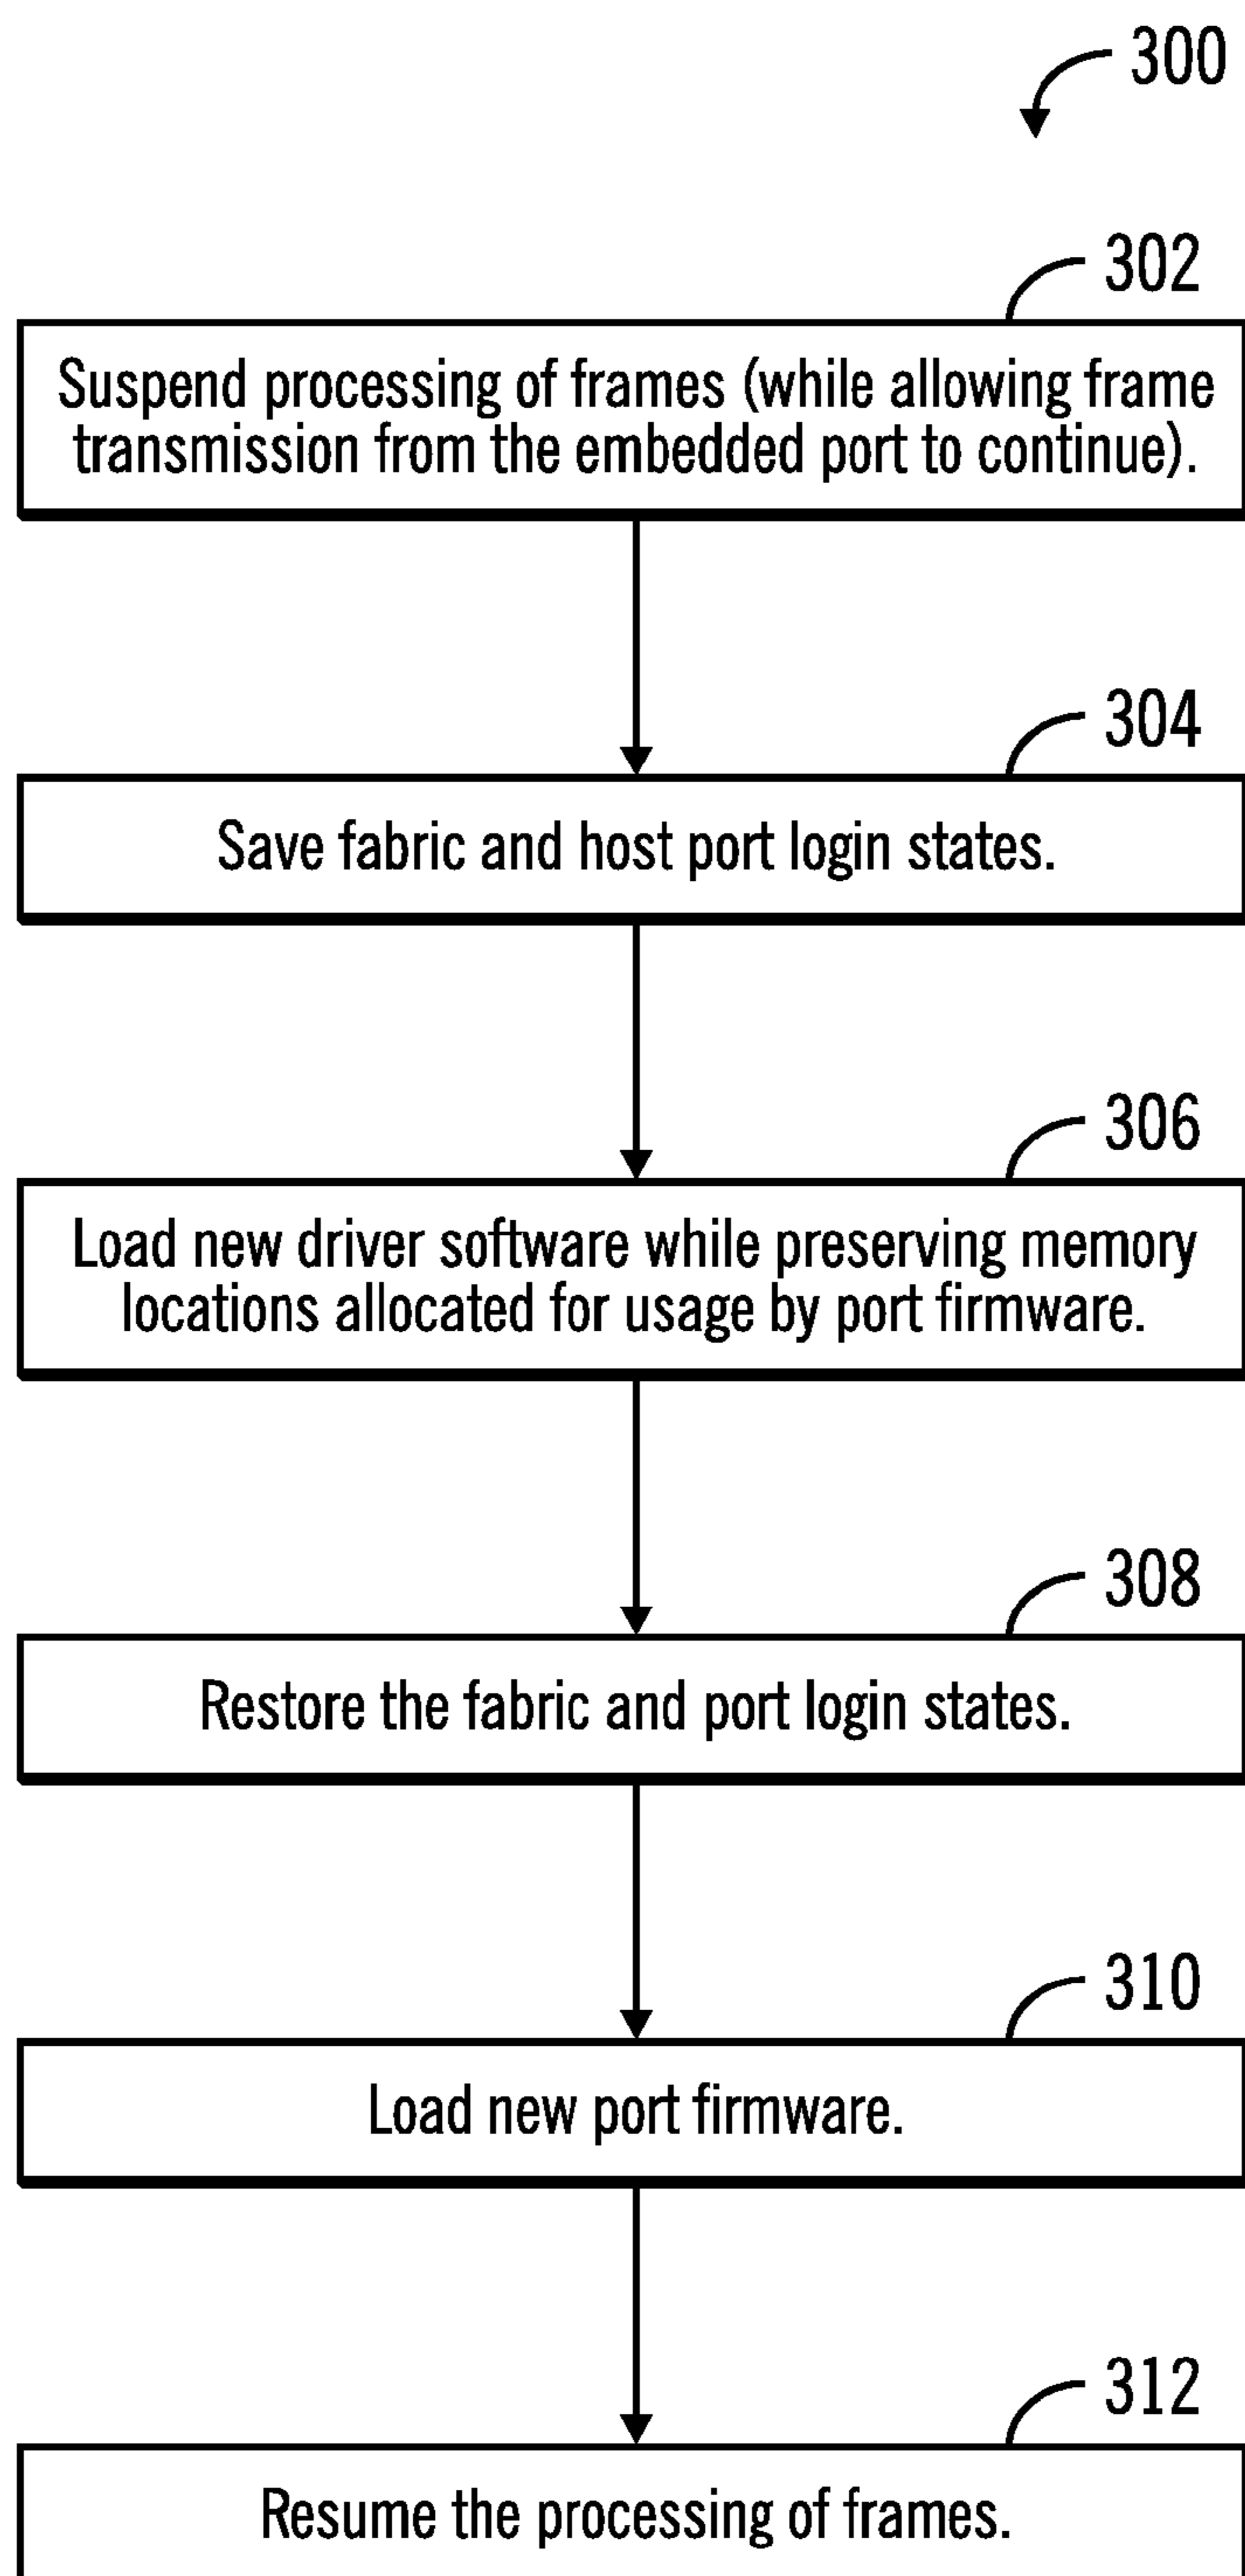 300
302
Suspend processing of frames (while allowing frame
transmission from the embedded port to continue).
304
Save fabric and host port login states.
306
Load new driver software while preserving memory
locations allocated for usage by port firmware.
308
Restore the fabric and port login states.
310
Load new port firmware.
312
Resume the processing of frames.